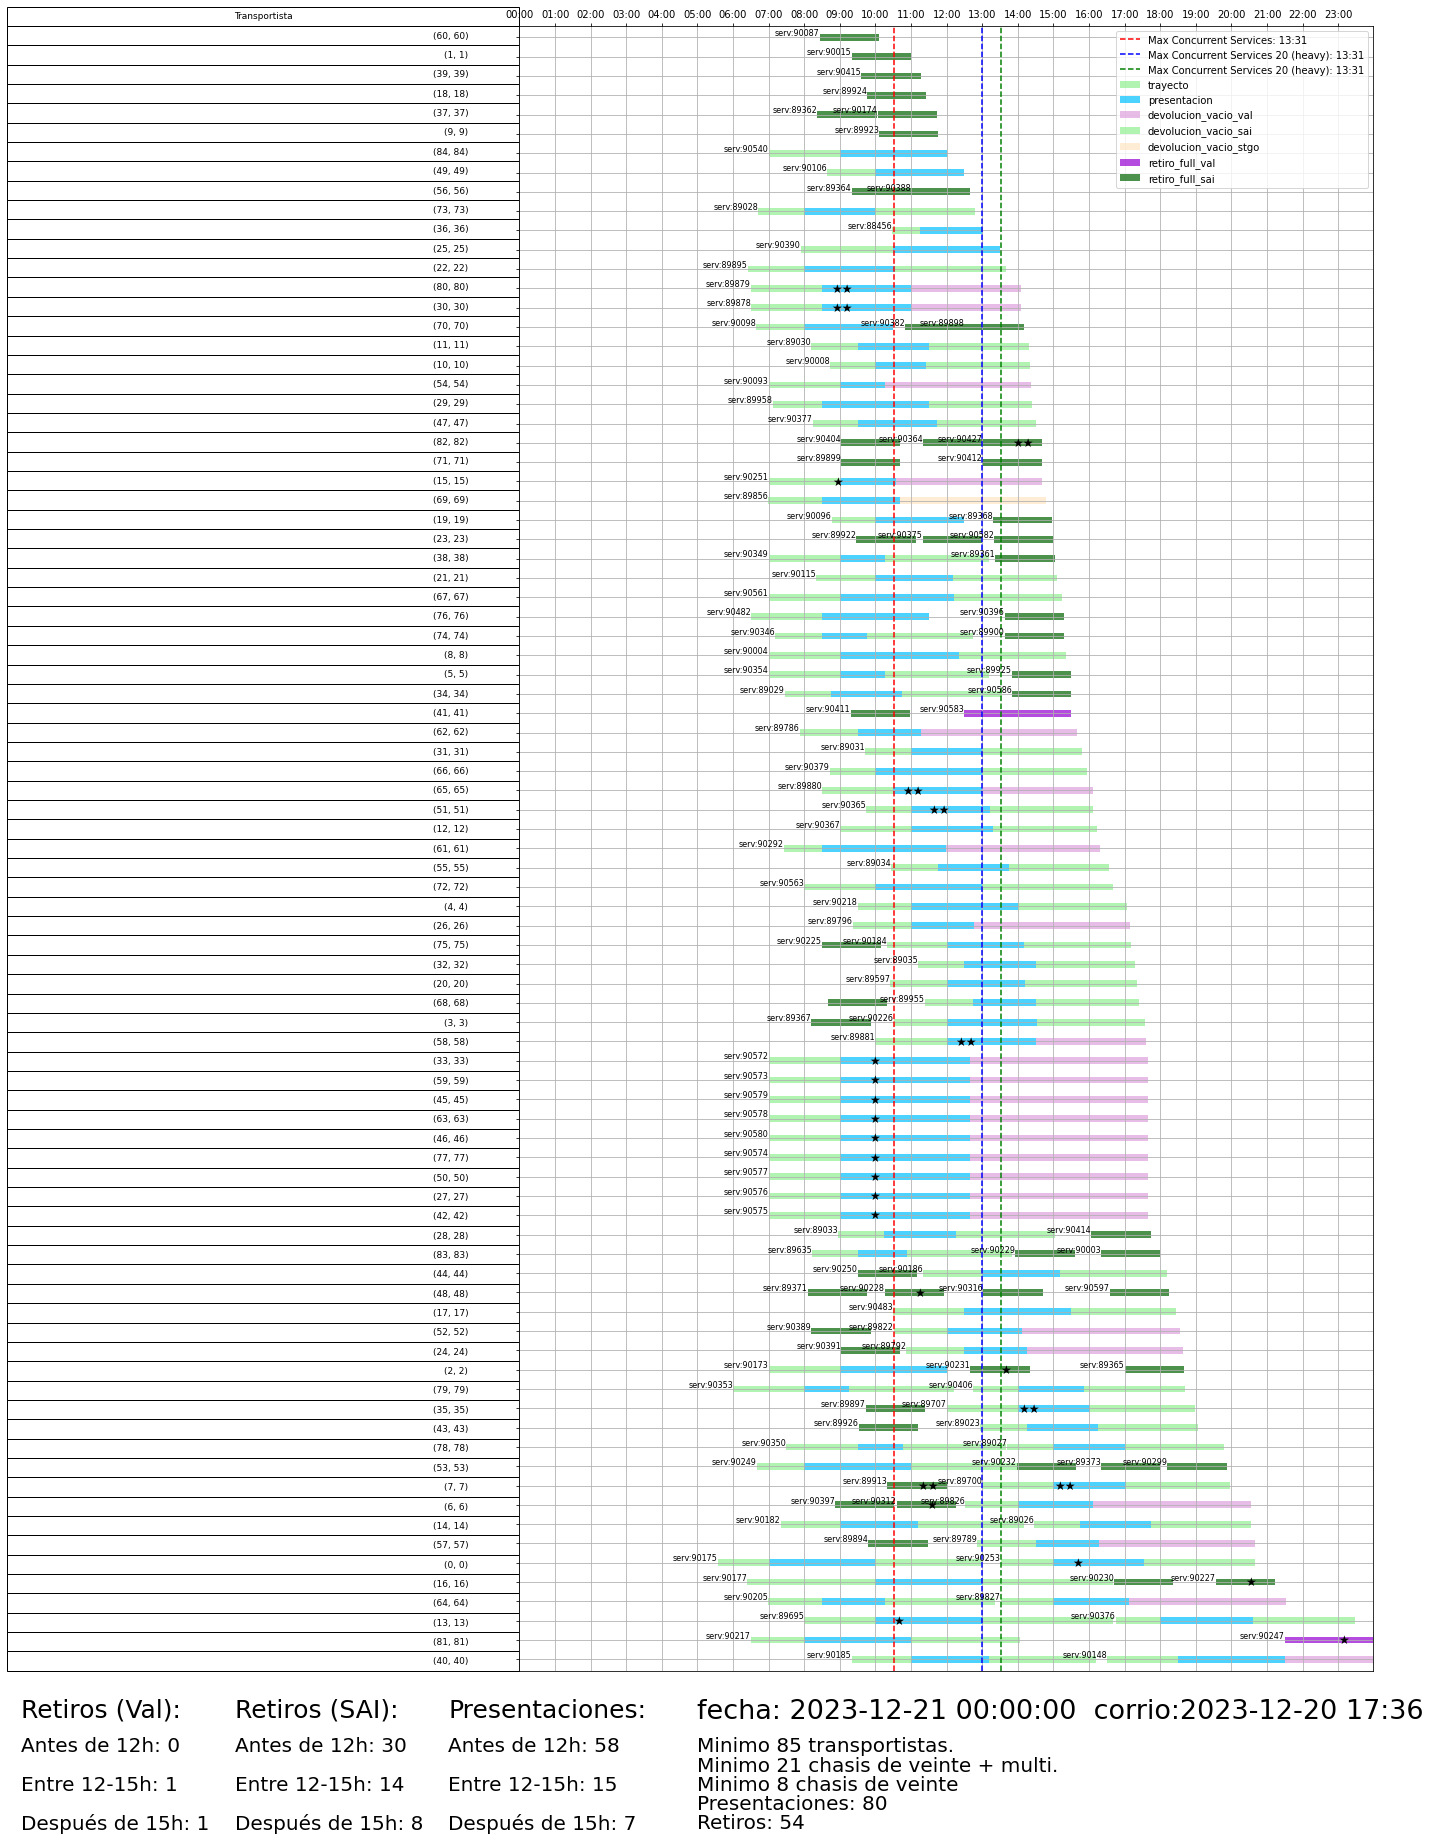 Transportista
00:00 01:00 02:00 03:00 04:00 05:00 06:00 07:00 08:00 09:00 10:00 11:00 12:00 13:00 14:00 15:00 16:00 17:00 18:00 19:00 20:00 21:00 22:00 23:00
Max Concurrent Services: 13:31
Max Concurrent Services 20 (heavy): 13:31
Max Concurrent Services 20 (heavy): 13:31
trayecto
presentacion
devolucion_vacio_val
devolucion_vacio_sai
devolucion_vacio_stgo
retiro_full_val
retiro_full_sai
(60, 60) serv:90087
(1, 1) serv:90015
(39, 39) serv:90415
(18, 18) serv:89924
(37, 37) serv:89362 serv:90174
(9, 9) serv:89923
(84, 84) serv:90540
(49, 49) serv:90106
(56, 56) serv:89364 serv:90388
(73, 73) serv:89028
(36, 36) serv:88456
(25, 25) serv:90390
(22, 22) serv:89895
(80, 80) serv:89879
(30, 30) serv:89878
(70, 70) serv:90098 serv:90382 serv:89898
(11, 11) serv:89030
(10, 10) serv:90008
(54, 54) serv:90093
(29, 29) serv:89958
(47, 47) serv:90377
(82, 82) serv:90404 serv:90364 serv:90427
(71, 71) serv:89899 serv:90412
(15, 15) serv:90251
(69, 69) serv:89856
(19, 19) serv:90096 serv:89368
(23, 23) serv:89922 serv:90375 serv:90582
(38, 38) serv:90349 serv:89361
(21, 21) serv:90115
(67, 67) serv:90561
(76, 76) serv:90482 serv:90396
(74, 74) serv:90346 serv:89900
(8, 8) serv:90004
(5, 5) serv:90354 serv:89925
(34, 34) serv:89029 serv:90586
(41, 41) serv:90411 serv:90583
(62, 62) serv:89786
(31, 31) serv:89031
(66, 66) serv:90379
(65, 65) serv:89880
(51, 51) serv:90365
(12, 12) serv:90367
(61, 61) serv:90292
(55, 55) serv:89034
(72, 72) serv:90563
(4, 4) serv:90218
(26, 26) serv:89796
(75, 75) serv:90225 serv:90184
(32, 32) serv:89035
(20, 20) serv:89597
(68, 68) serv:89955
(3, 3) serv:89367 serv:90226
(58, 58) serv:89881
(33, 33) serv:90572
(59, 59) serv:90573
(45, 45) serv:90579
(63, 63) serv:90578
(46, 46) serv:90580
(77, 77) serv:90574
(50, 50) serv:90577
(27, 27) serv:90576
(42, 42) serv:90575
(28, 28) serv:89033 serv:90414
(83, 83) serv:89635 serv:90229 serv:90003
(44, 44) serv:90250 serv:90186
(48, 48) serv:89371 serv:90228 serv:90316 serv:90597
(17, 17) serv:90483
(52, 52) serv:90389 serv:89822
(24, 24) serv:90391 serv:89792
(2, 2) serv:90173 serv:90231 serv:89365
(79, 79) serv:90353 serv:90406
(35, 35) serv:89897 serv:89707
(43, 43) serv:89926 serv:89023
(78, 78) serv:90350 serv:89027
(53, 53) serv:90249 serv:90232 serv:89373 serv:90299
(7, 7) serv:89913 serv:89700
(6, 6) serv:90397 serv:90312 serv:89826
(14, 14) serv:90182 serv:89026
(57, 57) serv:89894 serv:89789
(0, 0) serv:90175 serv:90253
(16, 16) serv:90177 serv:90230 serv:90227
(64, 64) serv:90205 serv:89827
(13, 13) serv:89695 serv:90376
(81, 81) serv:90217 serv:90247
(40, 40) serv:90185 serv:90148
Retiros (Val):
Antes de 12h: 0
Entre 12-15h: 1
Después de 15h: 1
Retiros (SAI):
Antes de 12h: 30
Entre 12-15h: 14
Después de 15h: 8
Presentaciones:
Antes de 12h: 58
Entre 12-15h: 15
Después de 15h: 7
fecha: 2023-12-21 00:00:00 corrio:2023-12-20 17:36
Minimo 85 transportistas.
Minimo 21 chasis de veinte + multi.
Minimo 8 chasis de veinte
Presentaciones: 80
Retiros: 54